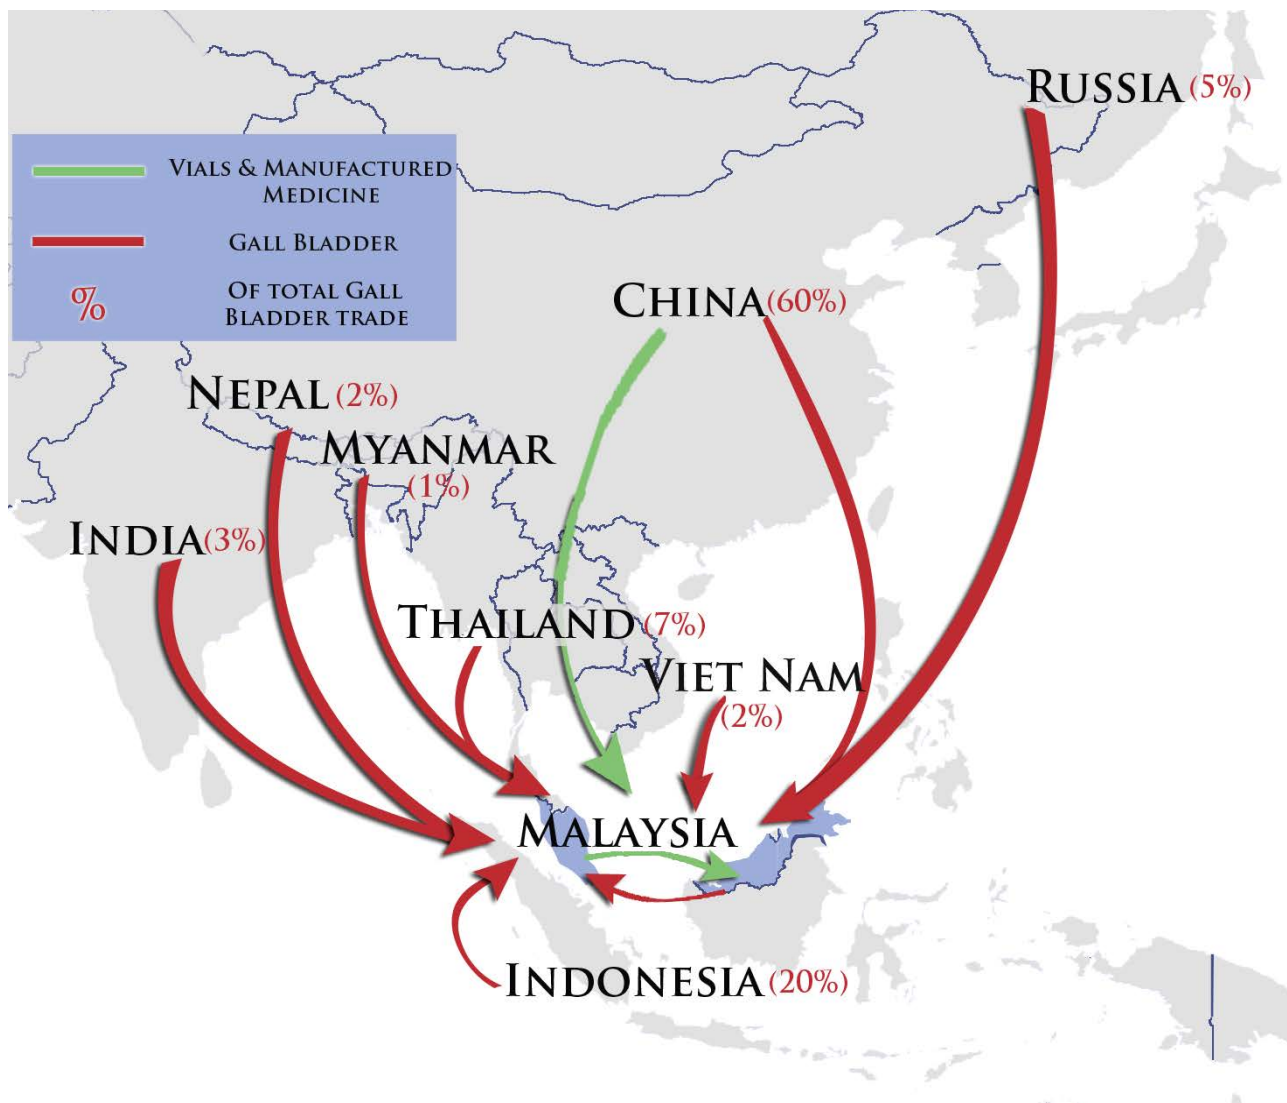 RUSSIA (5%)
VIALS & MANUFACTURED
MEDICINE
GALL BLADDER
% OF TOTAL GALL
BLADDER TRADE
CHINA (60%)
NEPAL (2%)
MYANMAR
(1%)
INDIA (3%)
THAILAND (7%)
VIET NAM
(2%)
MALAYSIA
INDONESIA (20%)